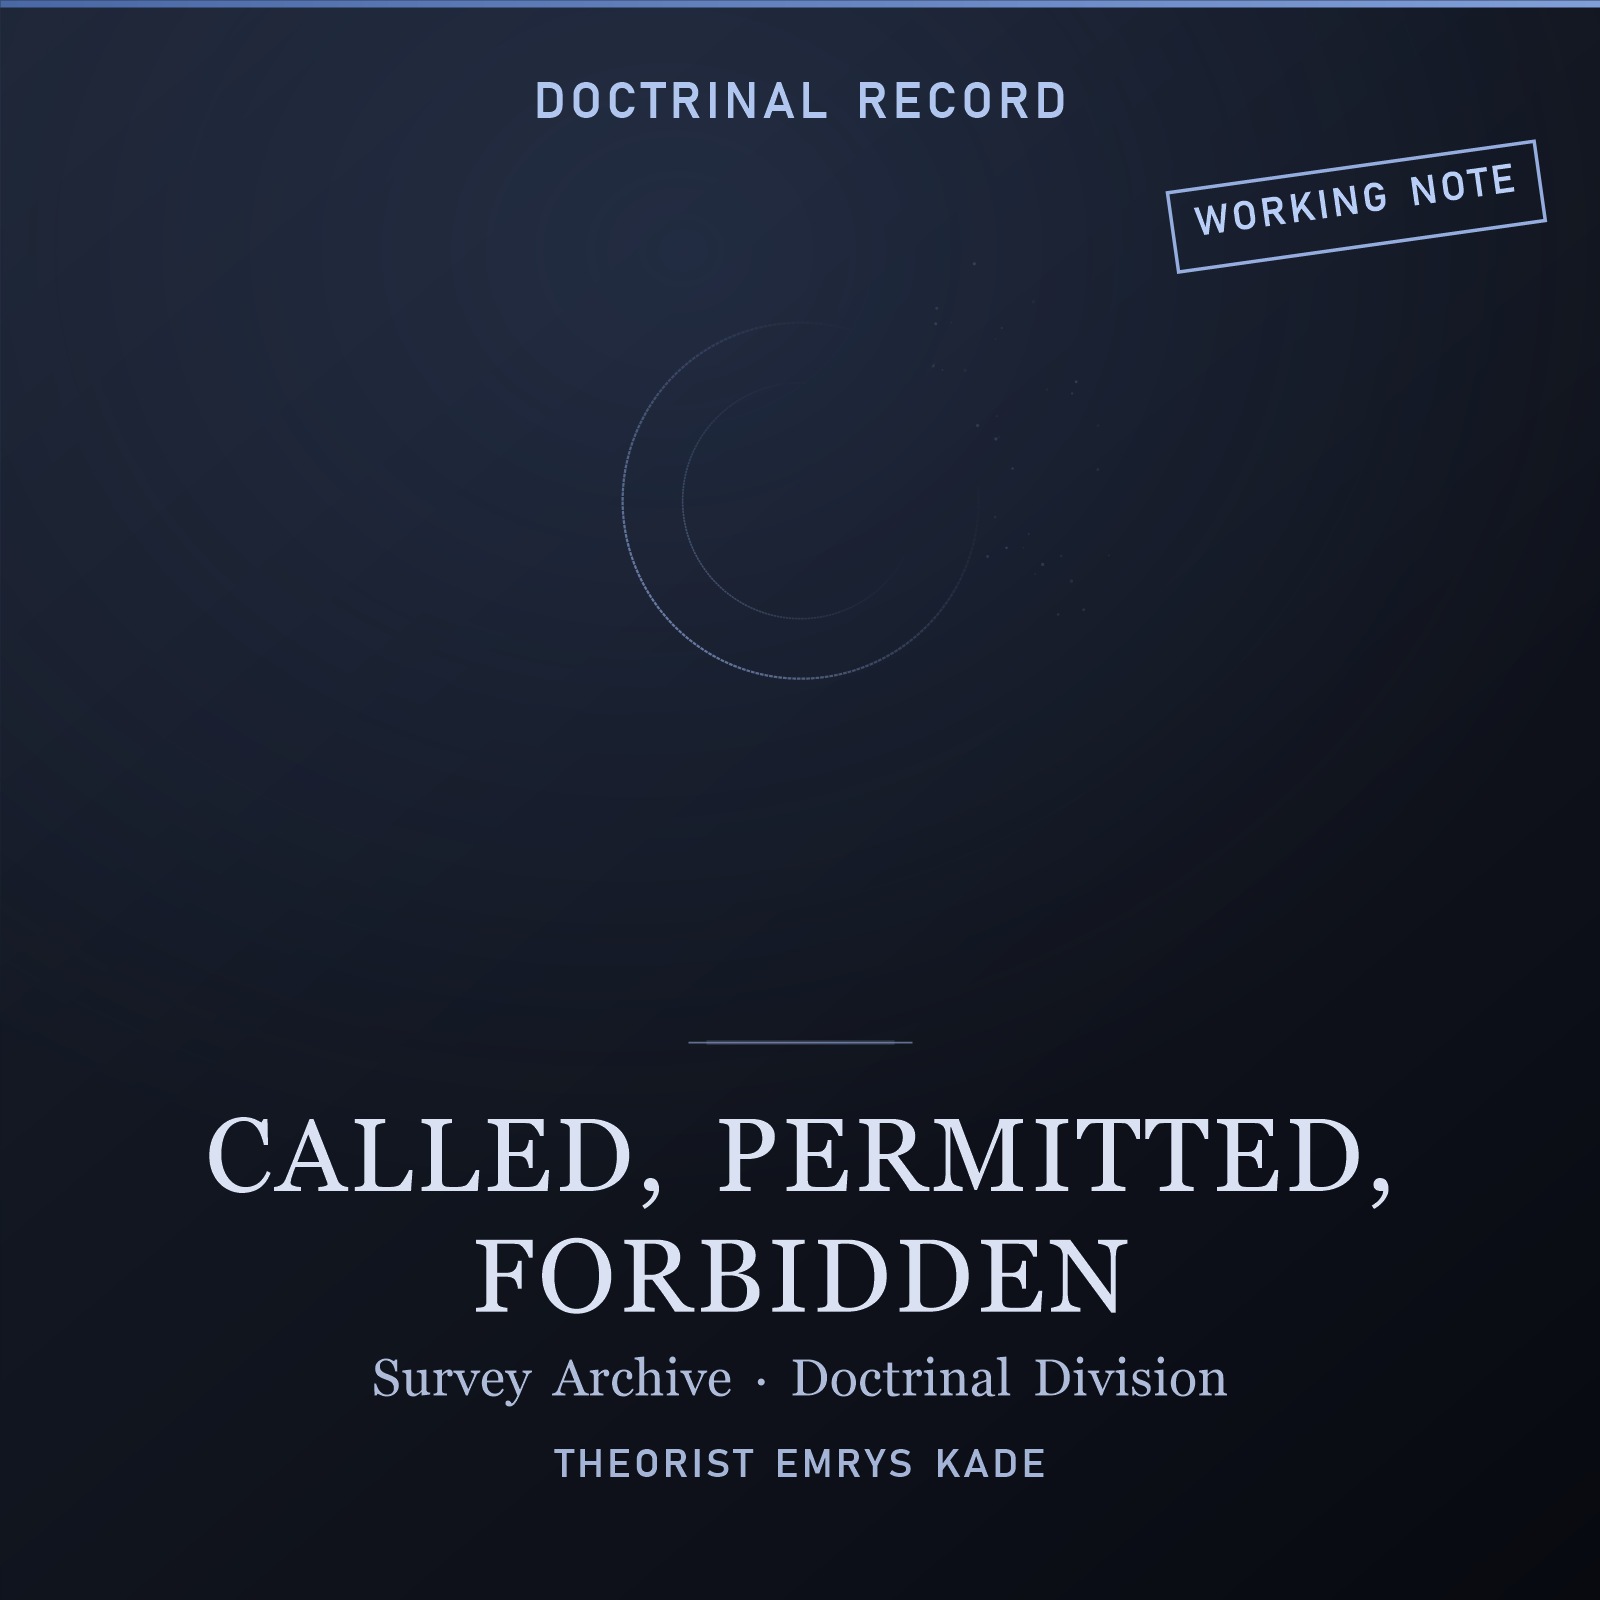 DOCTRINAL RECORD
WORKING NOTE
CALLED, PERMITTED,
FORBIDDEN
Survey Archive · Doctrinal Division
THEORIST EMRYS KADE